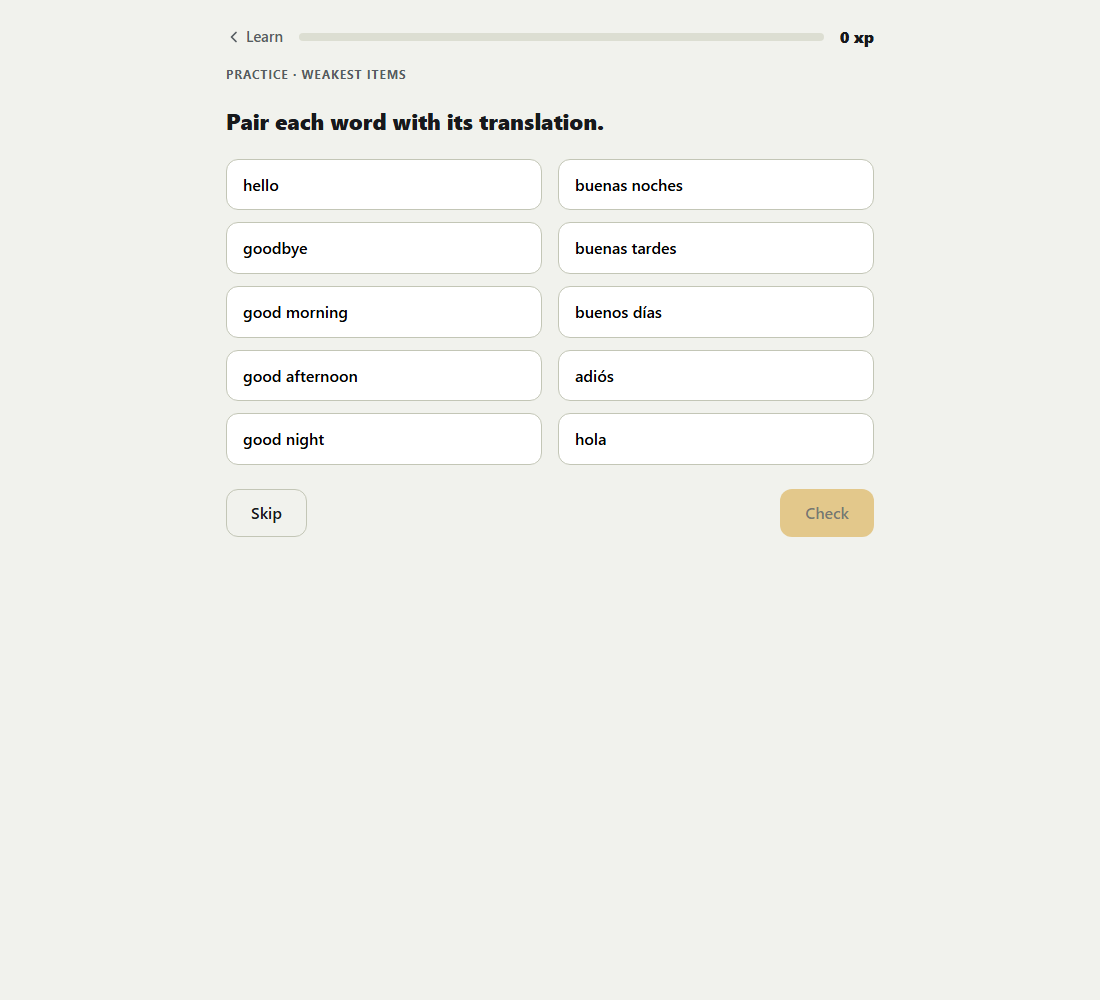 Learn
0 xp
PRACTICE · WEAKEST ITEMS
Pair each word with its translation.
hello
buenas noches
goodbye
buenas tardes
good morning
buenos días
good afternoon
adiós
good night
hola
Skip
Check